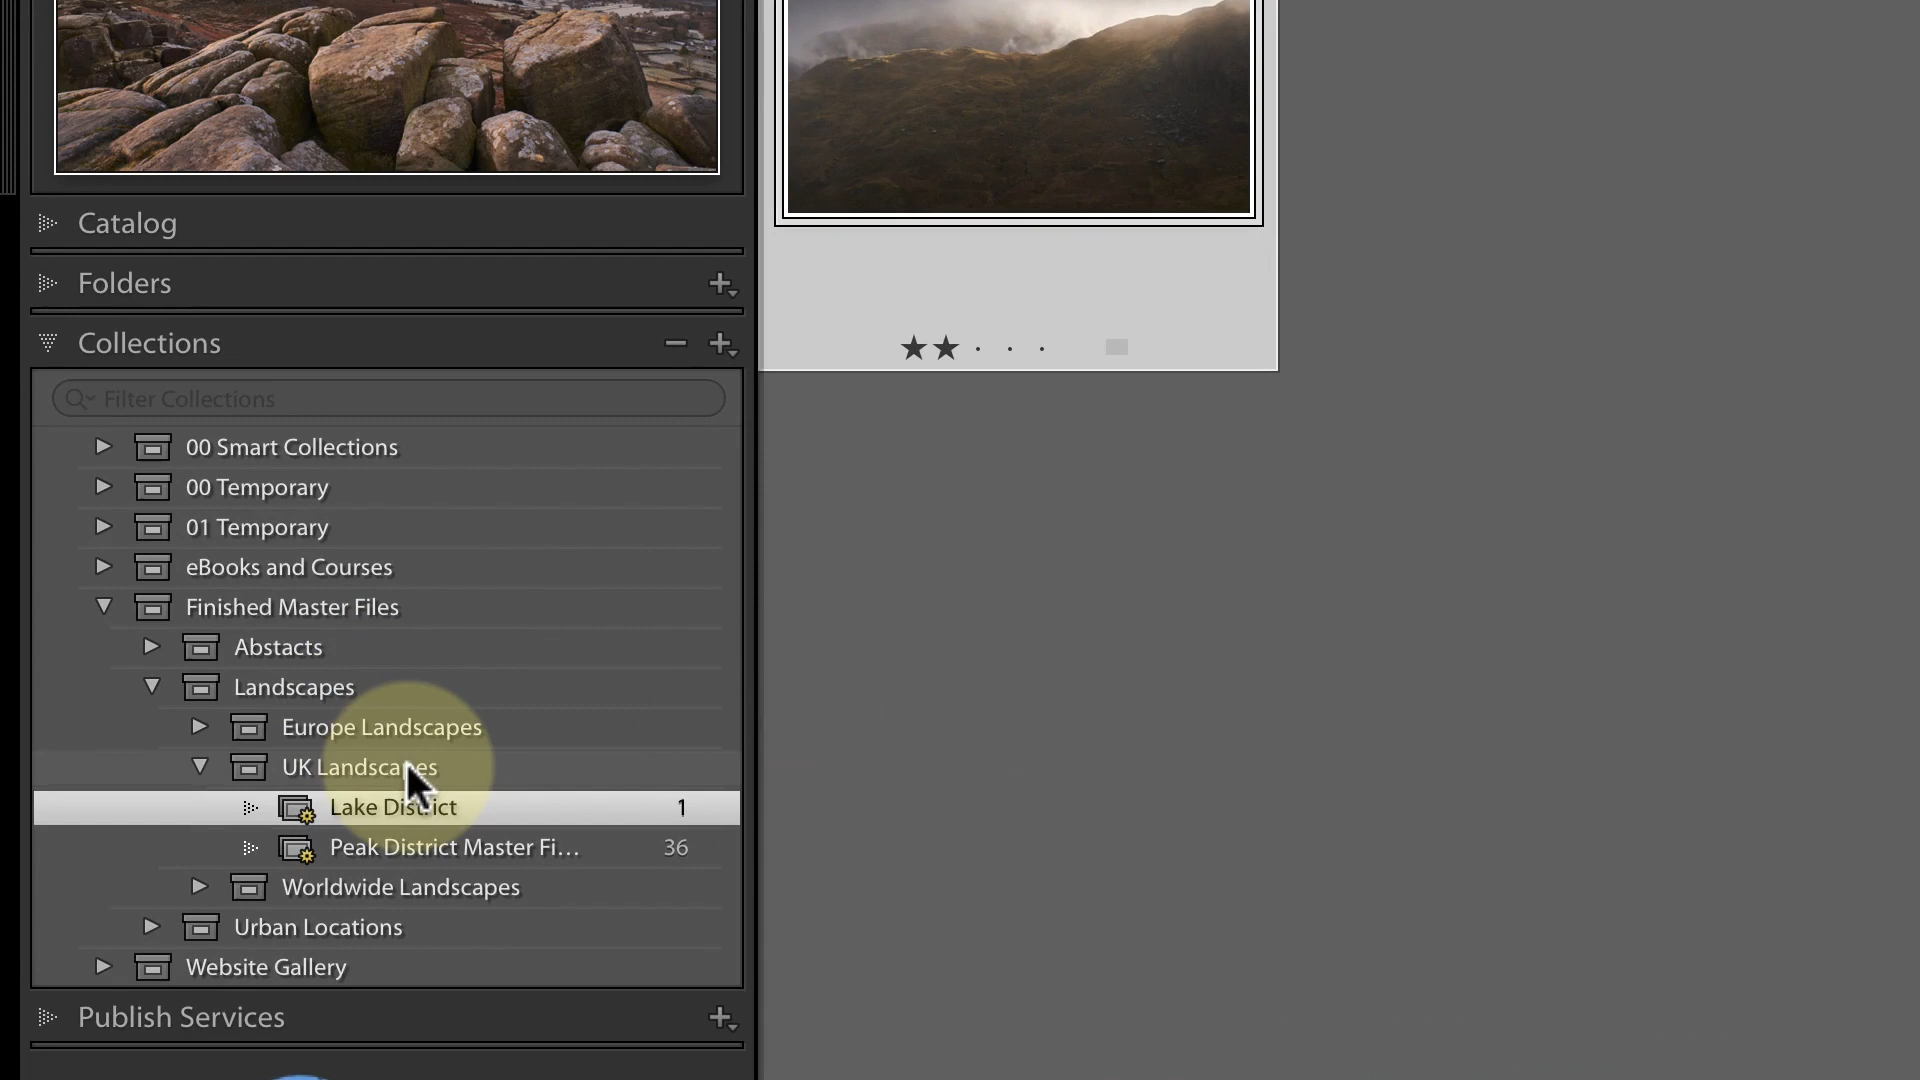 Catalog
Folders
Collections
Filter Collections
00 Smart Collections
00 Temporary
01 Temporary
eBooks and Courses
Finished Master Files
Abstacts
Landscapes
Europe Landscapes
UK Landscapes
Lake District 1
Peak District Master Fi... 36
Worldwide Landscapes
Urban Locations
Website Gallery
Publish Services